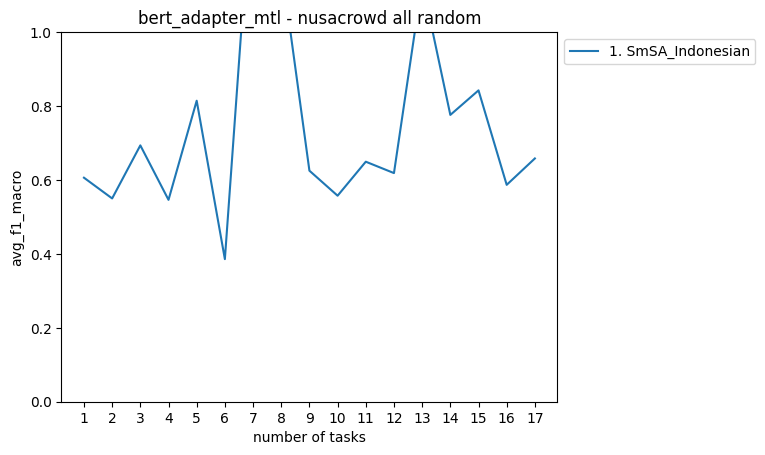 bert_adapter_mtl - nusacrowd all random
1.0
0.8
0.6
0.4
0.2
0.0
avg_f1_macro
1 2 3 4 5 6 7 8 9 10 11 12 13 14 15 16 17
number of tasks
1. SmSA_Indonesian